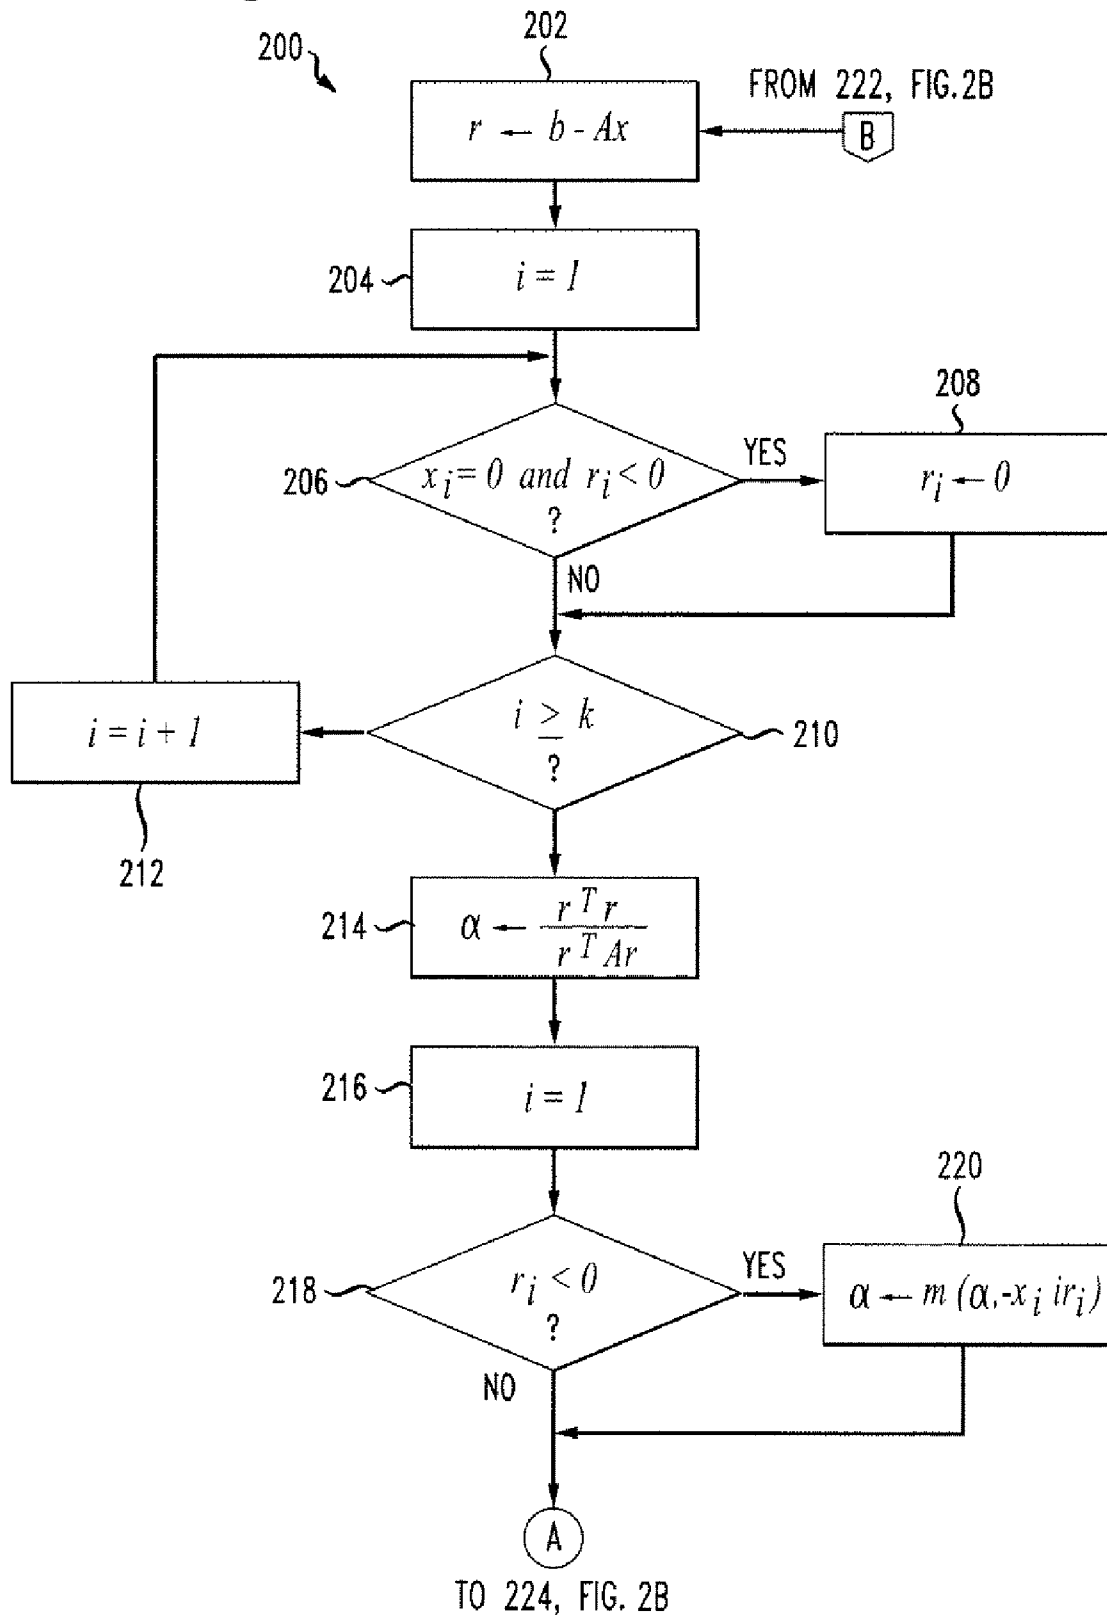 200
202
FROM 222, FIG.2B
r ← b - Ax
B
204
i = 1
206
x_i = 0 and r_i < 0
?
YES
208
r_i ← 0
NO
i ≥ k
?
210
i = i + 1
212
214
α ← r^T r / r^T Ar
216
i = 1
218
r_i < 0
?
YES
220
α ← m (α,-x_i ir_i)
NO
A
TO 224, FIG. 2B